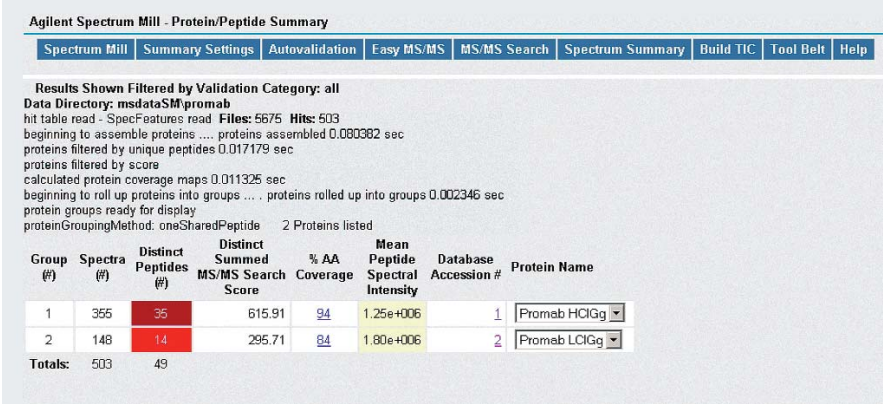 Agilent Spectrum Mill - Protein/Peptide Summary
Spectrum Mill Summary Settings Autovalidation Easy MS/MS MS/MS Search Spectrum Summary Build TIC Tool Belt Help
Results Shown Filtered by Validation Category: all
Data Directory: msdataSM\promab
hit table read - SpecFeatures read Files: 5675 Hits: 503
beginning to assemble proteins .... proteins assembled 0.080382 sec
proteins filtered by unique peptides 0.017179 sec
proteins filtered by score
calculated protein coverage maps 0.011325 sec
beginning to roll up proteins into groups ... . proteins rolled up into groups 0.002346 sec
protein groups ready for display
proteinGroupingMethod: oneSharedPeptide 2 Proteins listed
Group (#) Spectra (#) Distinct Peptides (#) Distinct Summed MS/MS Search Score % AA Coverage Mean Peptide Spectral Intensity Database Accession # Protein Name
1 355 35 615.91 94 1.25e+006 1 Promab HCIGg
2 148 14 295.71 84 1.80e+006 2 Promab LCIGg
Totals: 503 49